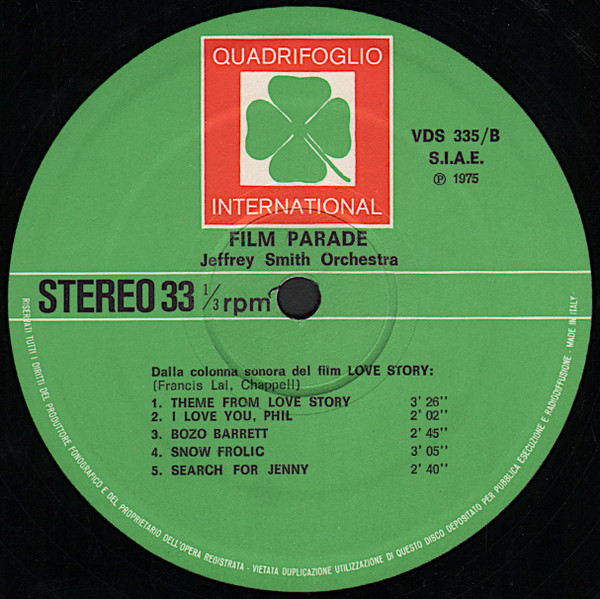 QUADRIFOGLIO
INTERNATIONAL
VDS 335/B
S.I.A.E.
℗ 1975
FILM PARADE
Jeffrey Smith Orchestra
STEREO 33 1/3 rpm
Dalla colonna sonora del film LOVE STORY:
(Francis Lal, Chappell)
1. THEME FROM LOVE STORY 3' 26''
2. I LOVE YOU, PHIL 2' 02''
3. BOZO BARRETT 2' 45''
4. SNOW FROLIC 3' 05''
5. SEARCH FOR JENNY 2' 40''
RISERVATI TUTTI I DIRITTI DEL PRODUTTORE FONOGRAFICO E DEL PROPRIETARIO DELL'OPERA REGISTRATA - VIETATA DUPLICAZIONE UTILIZZAZIONE DI QUESTO DISCO DEPOSITATO PER PUBBLICA ESECUZIONE E RADIODIFFUSIONE - MADE IN ITALY